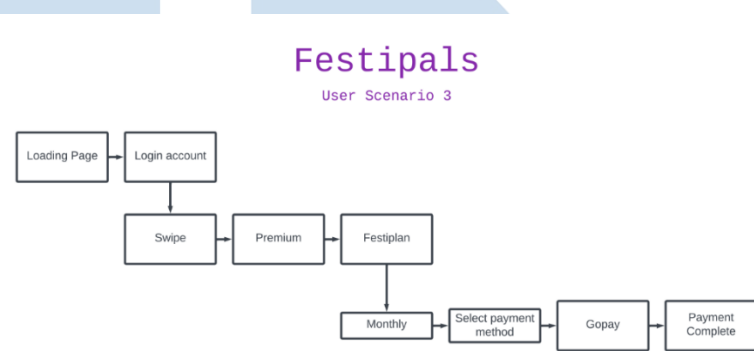 Festipals
User Scenario 3
Loading Page
Login account
Swipe
Premium
Festiplan
Monthly
Select payment
method
Gopay
Payment
Complete